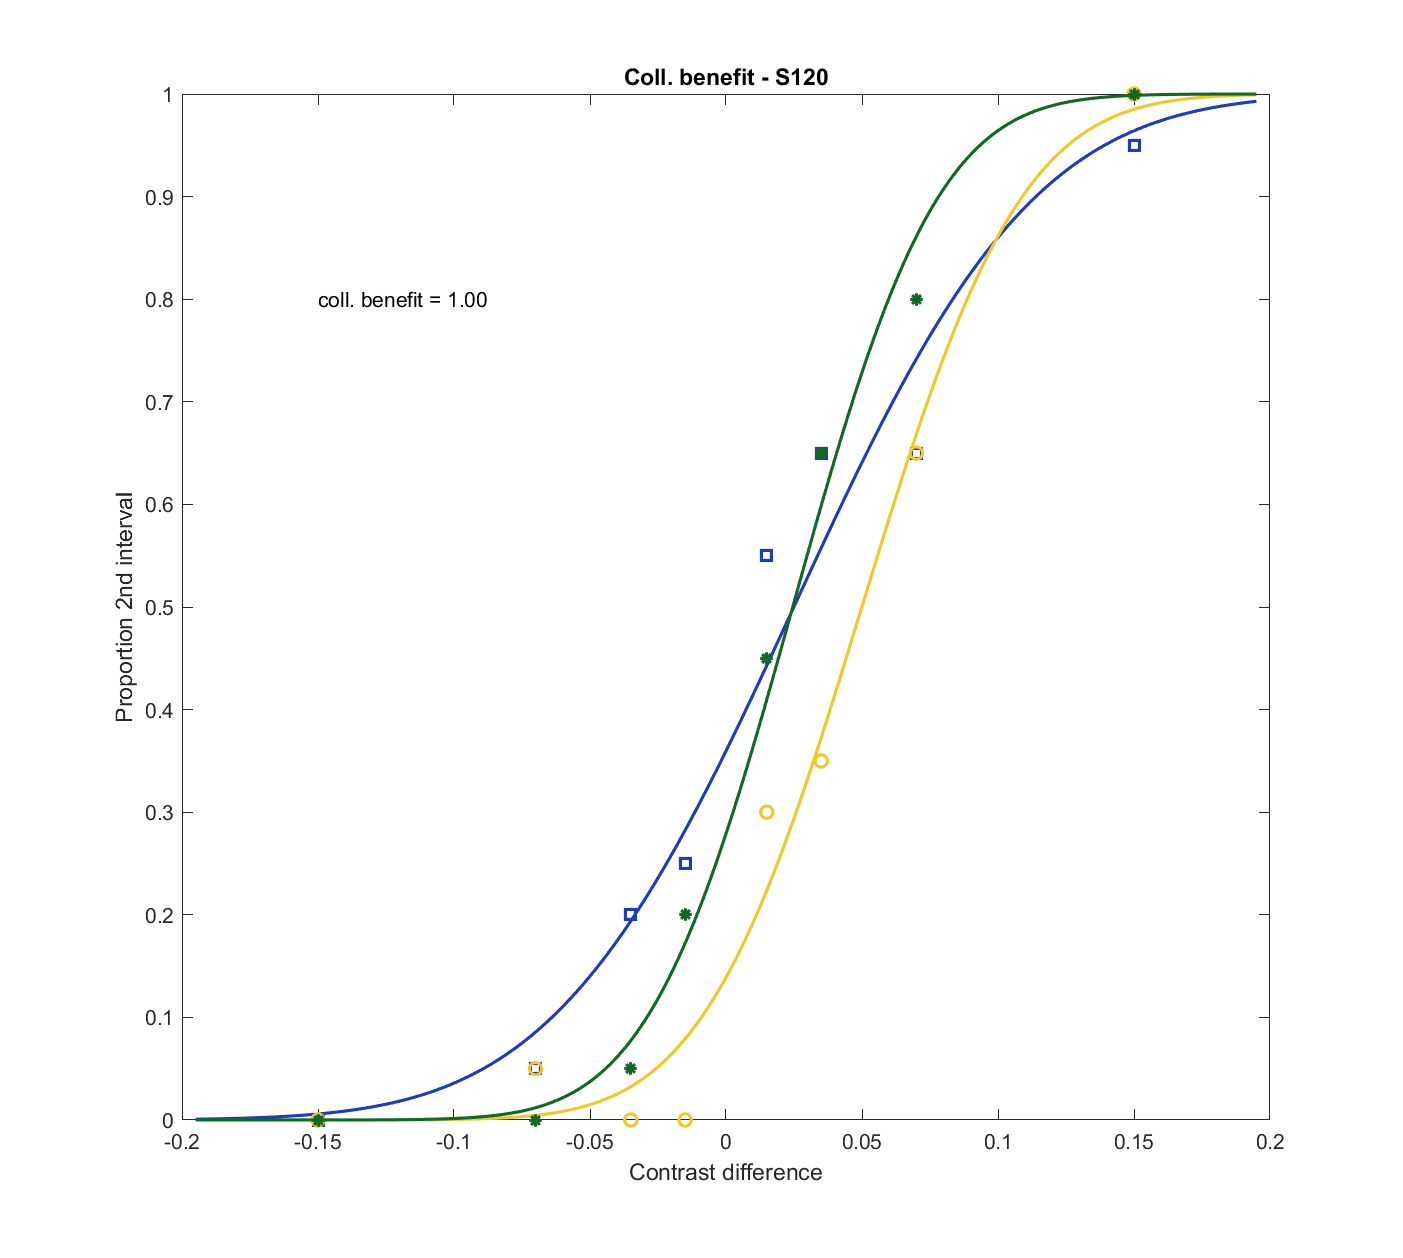 Coll. benefit - S120
1
0.9
0.8
0.7
0.6
0.5
0.4
0.3
0.2
0.1
0
coll. benefit = 1.00
Proportion 2nd interval
-0.2 -0.15 -0.1 -0.05 0 0.05 0.1 0.15 0.2
Contrast difference